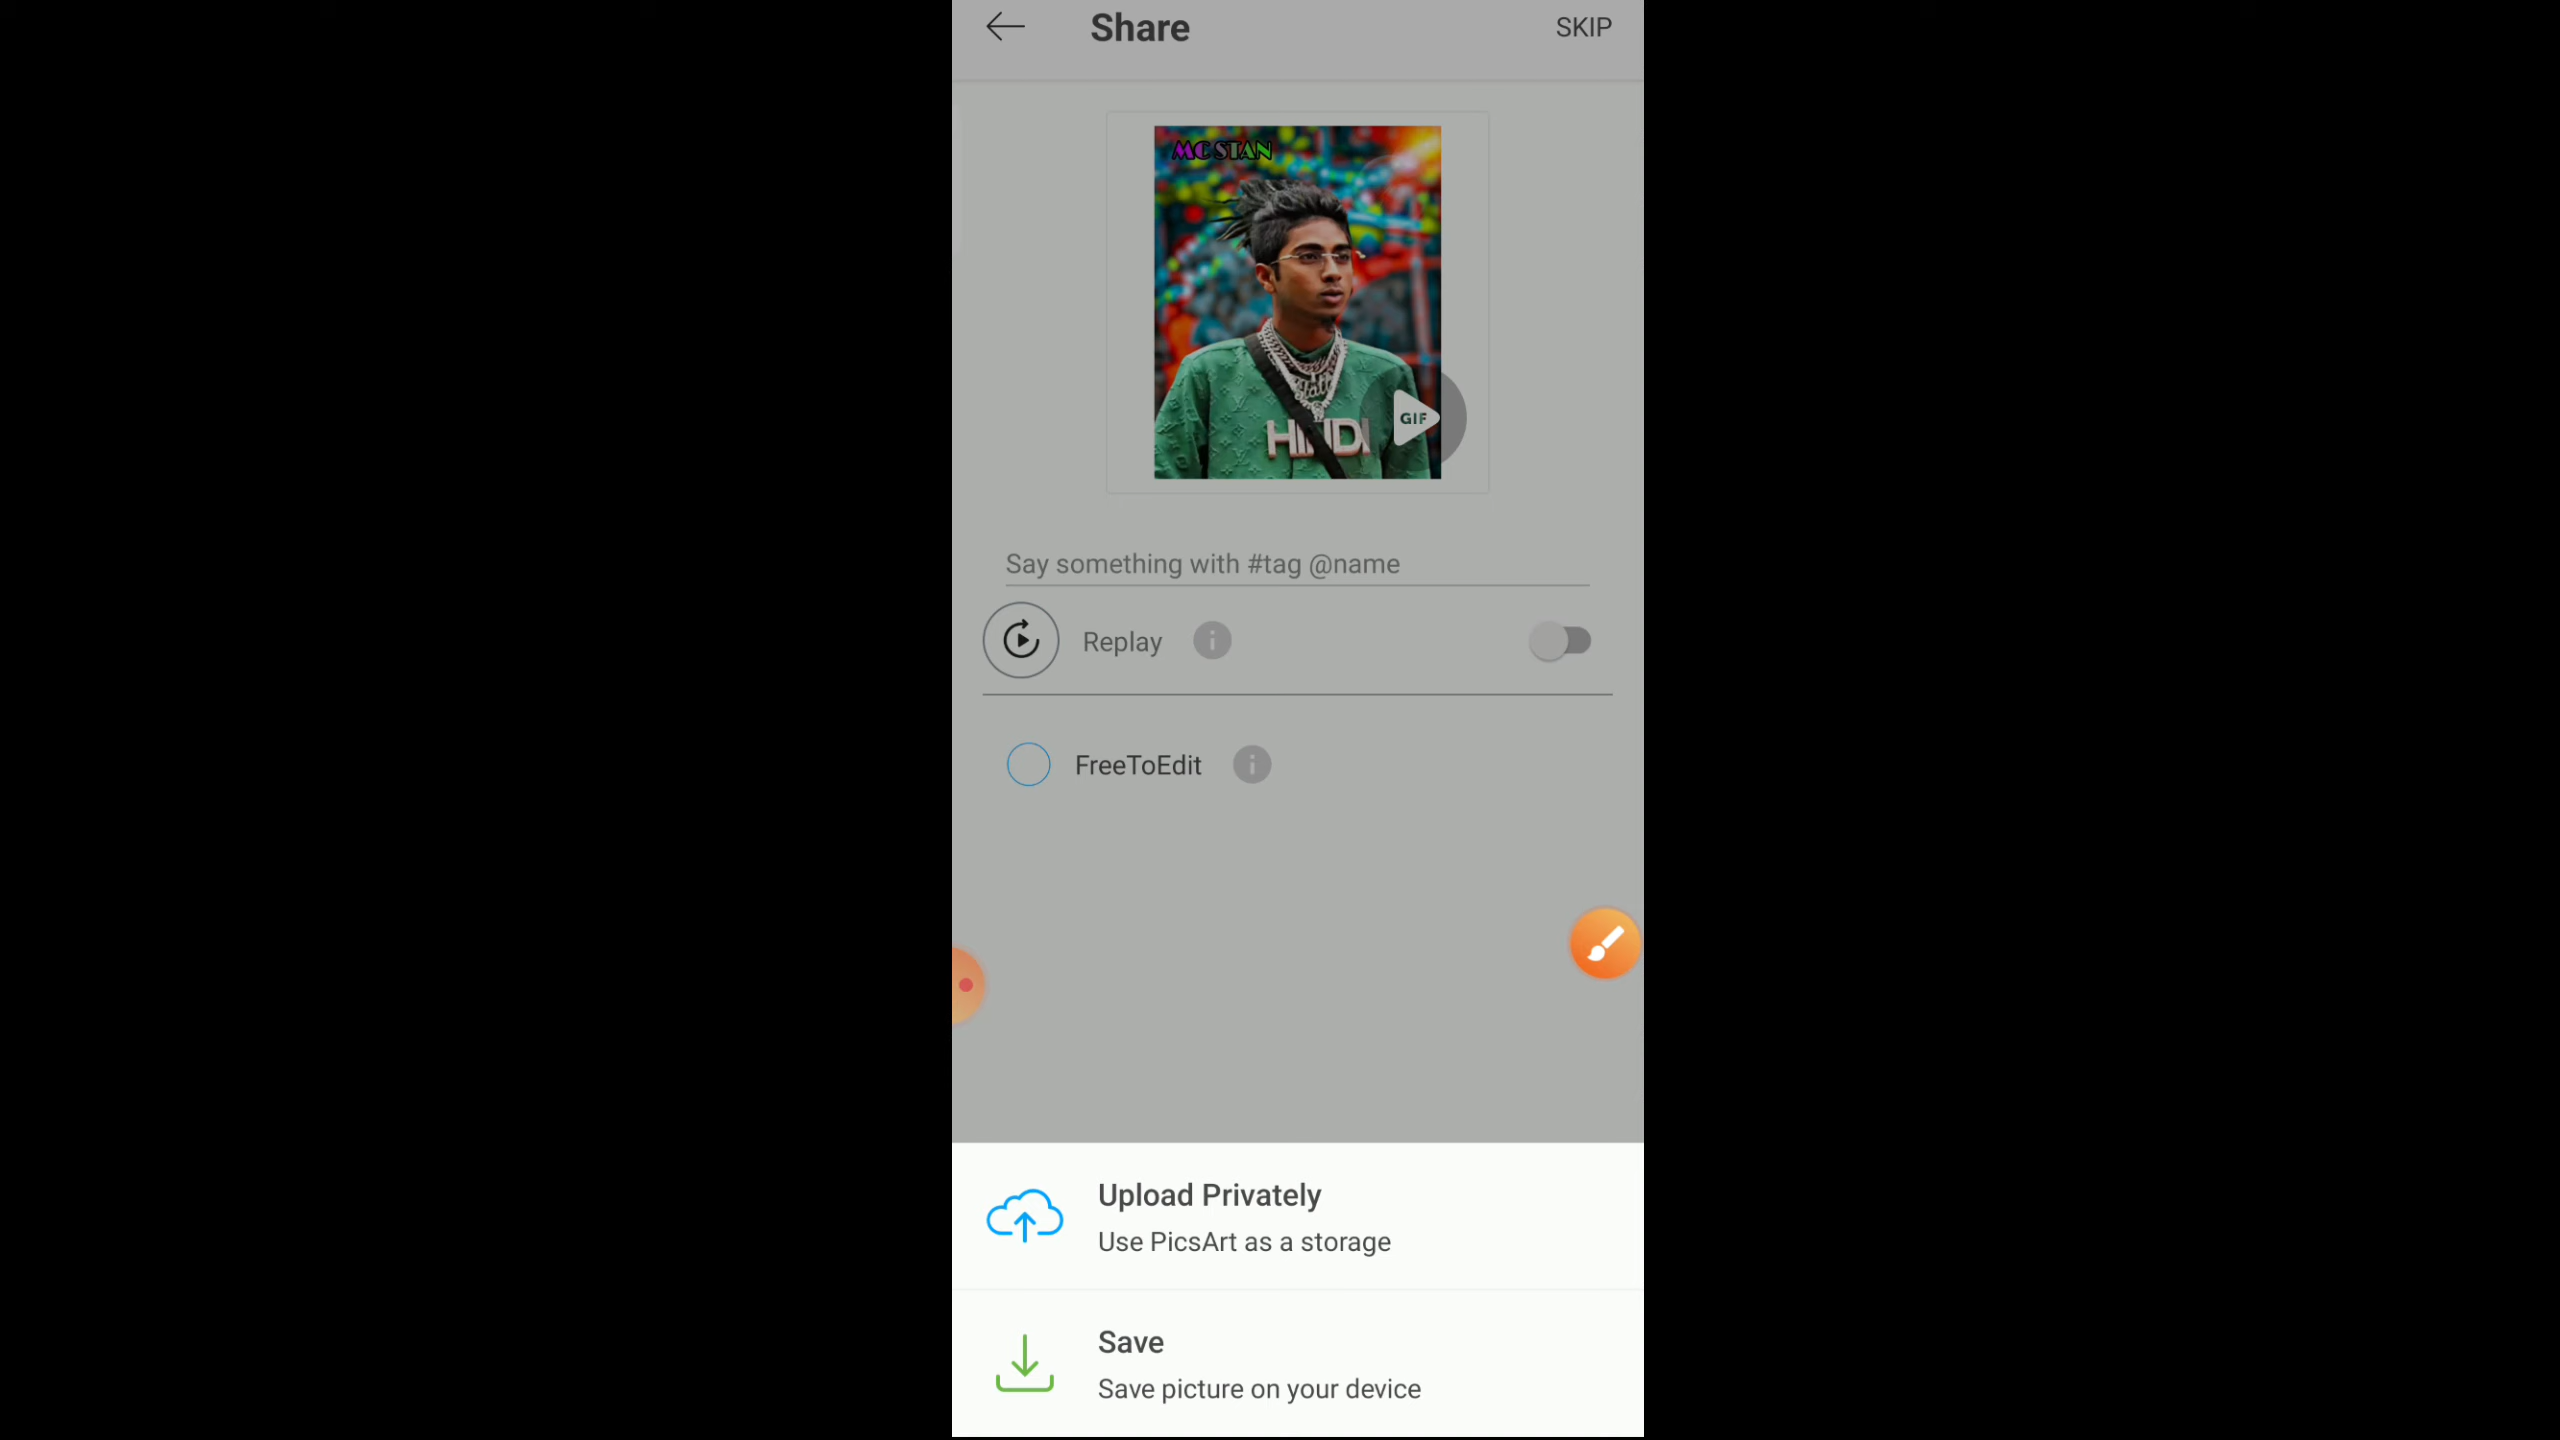 Share
SKIP
MC STAN
HINDI
GIF
Say something with #tag @name
Replay
FreeToEdit
Upload Privately
Use PicsArt as a storage
Save
Save picture on your device